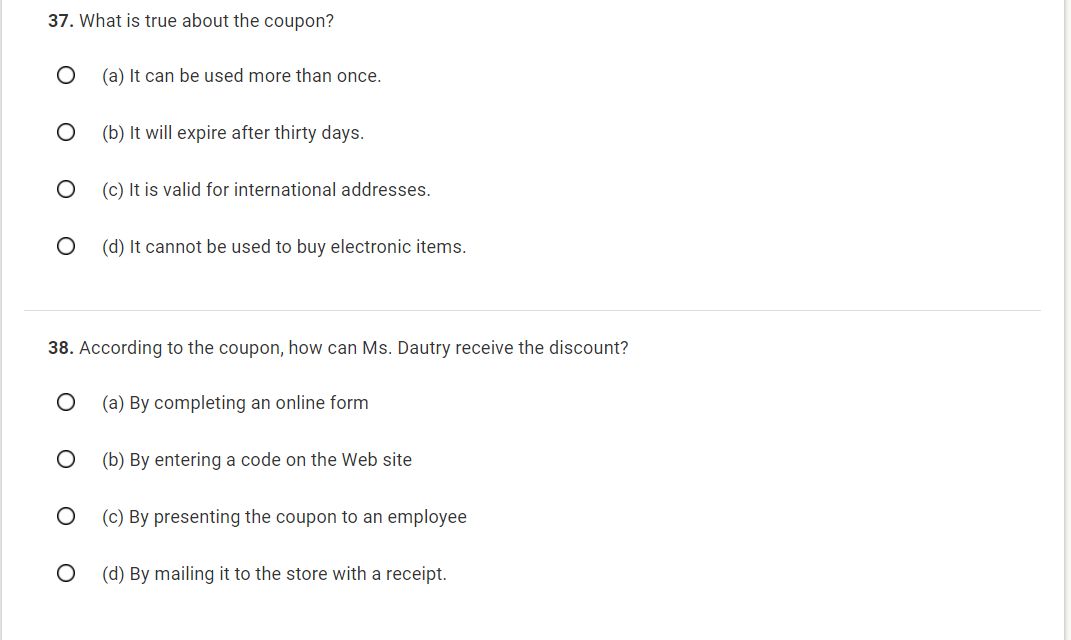 37. What is true about the coupon?
(a) It can be used more than once.
(b) It will expire after thirty days.
(c) It is valid for international addresses.
(d) It cannot be used to buy electronic items.
38. According to the coupon, how can Ms. Dautry receive the discount?
(a) By completing an online form
(b) By entering a code on the Web site
(c) By presenting the coupon to an employee
(d) By mailing it to the store with a receipt.